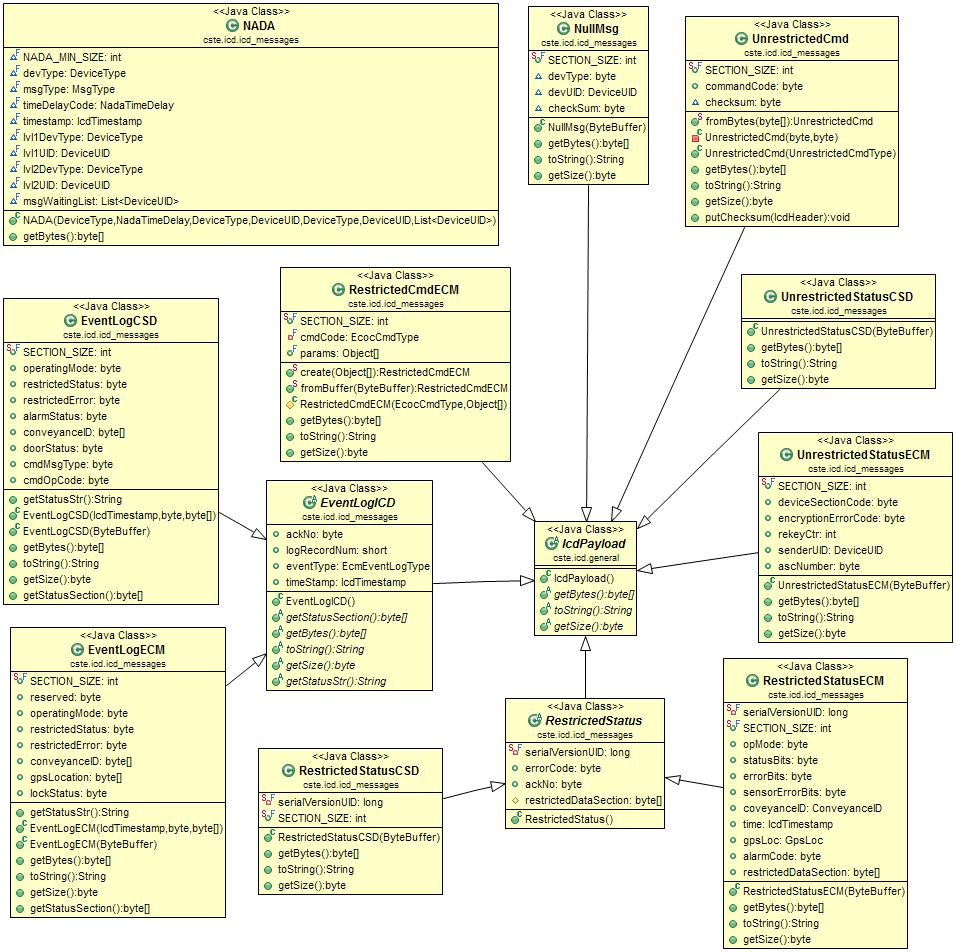 <<Java Class>>
NADA
cste.icd.icd_messages
NADA_MIN_SIZE: int
devType: DeviceType
msgType: MsgType
timeDelayCode: NadaTimeDelay
timestamp: IcdTimestamp
lvl1DevType: DeviceType
lvl1UID: DeviceUID
lvl2DevType: DeviceType
lvl2UID: DeviceUID
msgWaitingList: List<DeviceUID>
NADA(DeviceType,NadaTimeDelay,DeviceType,DeviceUID,DeviceType,DeviceUID,List<DeviceUID>)
getBytes():byte[]
<<Java Class>>
NullMsg
cste.icd.icd_messages
SECTION_SIZE: int
devType: byte
devUID: DeviceUID
checkSum: byte
NullMsg(ByteBuffer)
getBytes():byte[]
toString():String
getSize():byte
<<Java Class>>
UnrestrictedCmd
cste.icd.icd_messages
SECTION_SIZE: int
commandCode: byte
checksum: byte
fromBytes(byte[]):UnrestrictedCmd
UnrestrictedCmd(byte,byte)
UnrestrictedCmd(UnrestrictedCmdType)
getBytes():byte[]
toString():String
getSize():byte
putChecksum(IcdHeader):void
<<Java Class>>
RestrictedCmdECM
cste.icd.icd_messages
SECTION_SIZE: int
cmdCode: EcocCmdType
params: Object[]
create(Object[]):RestrictedCmdECM
fromBuffer(ByteBuffer):RestrictedCmdECM
RestrictedCmdECM(EcocCmdType,Object[])
getBytes():byte[]
toString():String
getSize():byte
<<Java Class>>
UnrestrictedStatusCSD
cste.icd.icd_messages
UnrestrictedStatusCSD(ByteBuffer)
getBytes():byte[]
toString():String
getSize():byte
<<Java Class>>
EventLogCSD
cste.icd.icd_messages
SECTION_SIZE: int
operatingMode: byte
restrictedStatus: byte
restrictedError: byte
alarmStatus: byte
conveyanceID: byte[]
doorStatus: byte
cmdMsgType: byte
cmdOpCode: byte
getStatusStr():String
EventLogCSD(IcdTimestamp,byte,byte[])
EventLogCSD(ByteBuffer)
getBytes():byte[]
toString():String
getSize():byte
getStatusSection():byte[]
<<Java Class>>
EventLogICD
cste.icd.icd_messages
ackNo: byte
logRecordNum: short
eventType: EcmEventLogType
timeStamp: IcdTimestamp
EventLogICD()
getStatusSection():byte[]
getBytes():byte[]
toString():String
getSize():byte
getStatusStr():String
<<Java Class>>
IcdPayload
cste.icd.general
IcdPayload()
getBytes():byte[]
toString():String
getSize():byte
<<Java Class>>
UnrestrictedStatusECM
cste.icd.icd_messages
SECTION_SIZE: int
deviceSectionCode: byte
encryptionErrorCode: byte
rekeyCtr: int
senderUID: DeviceUID
ascNumber: byte
UnrestrictedStatusECM(ByteBuffer)
getBytes():byte[]
toString():String
getSize():byte
<<Java Class>>
EventLogECM
cste.icd.icd_messages
SECTION_SIZE: int
reserved: byte
operatingMode: byte
restrictedStatus: byte
restrictedError: byte
conveyanceID: byte[]
gpsLocation: byte[]
lockStatus: byte
getStatusStr():String
EventLogECM(IcdTimestamp,byte,byte[])
EventLogECM(ByteBuffer)
getBytes():byte[]
toString():String
getSize():byte
getStatusSection():byte[]
<<Java Class>>
RestrictedStatusCSD
cste.icd.icd_messages
serialVersionUID: long
SECTION_SIZE: int
RestrictedStatusCSD(ByteBuffer)
getBytes():byte[]
toString():String
getSize():byte
<<Java Class>>
RestrictedStatus
cste.icd.icd_messages
serialVersionUID: long
errorCode: byte
ackNo: byte
restrictedDataSection: byte[]
RestrictedStatus()
<<Java Class>>
RestrictedStatusECM
cste.icd.icd_messages
serialVersionUID: long
SECTION_SIZE: int
opMode: byte
statusBits: byte
errorBits: byte
sensorErrorBits: byte
coveyanceID: ConveyanceID
time: IcdTimestamp
gpsLoc: GpsLoc
alarmCode: byte
restrictedDataSection: byte[]
RestrictedStatusECM(ByteBuffer)
getBytes():byte[]
toString():String
getSize():byte